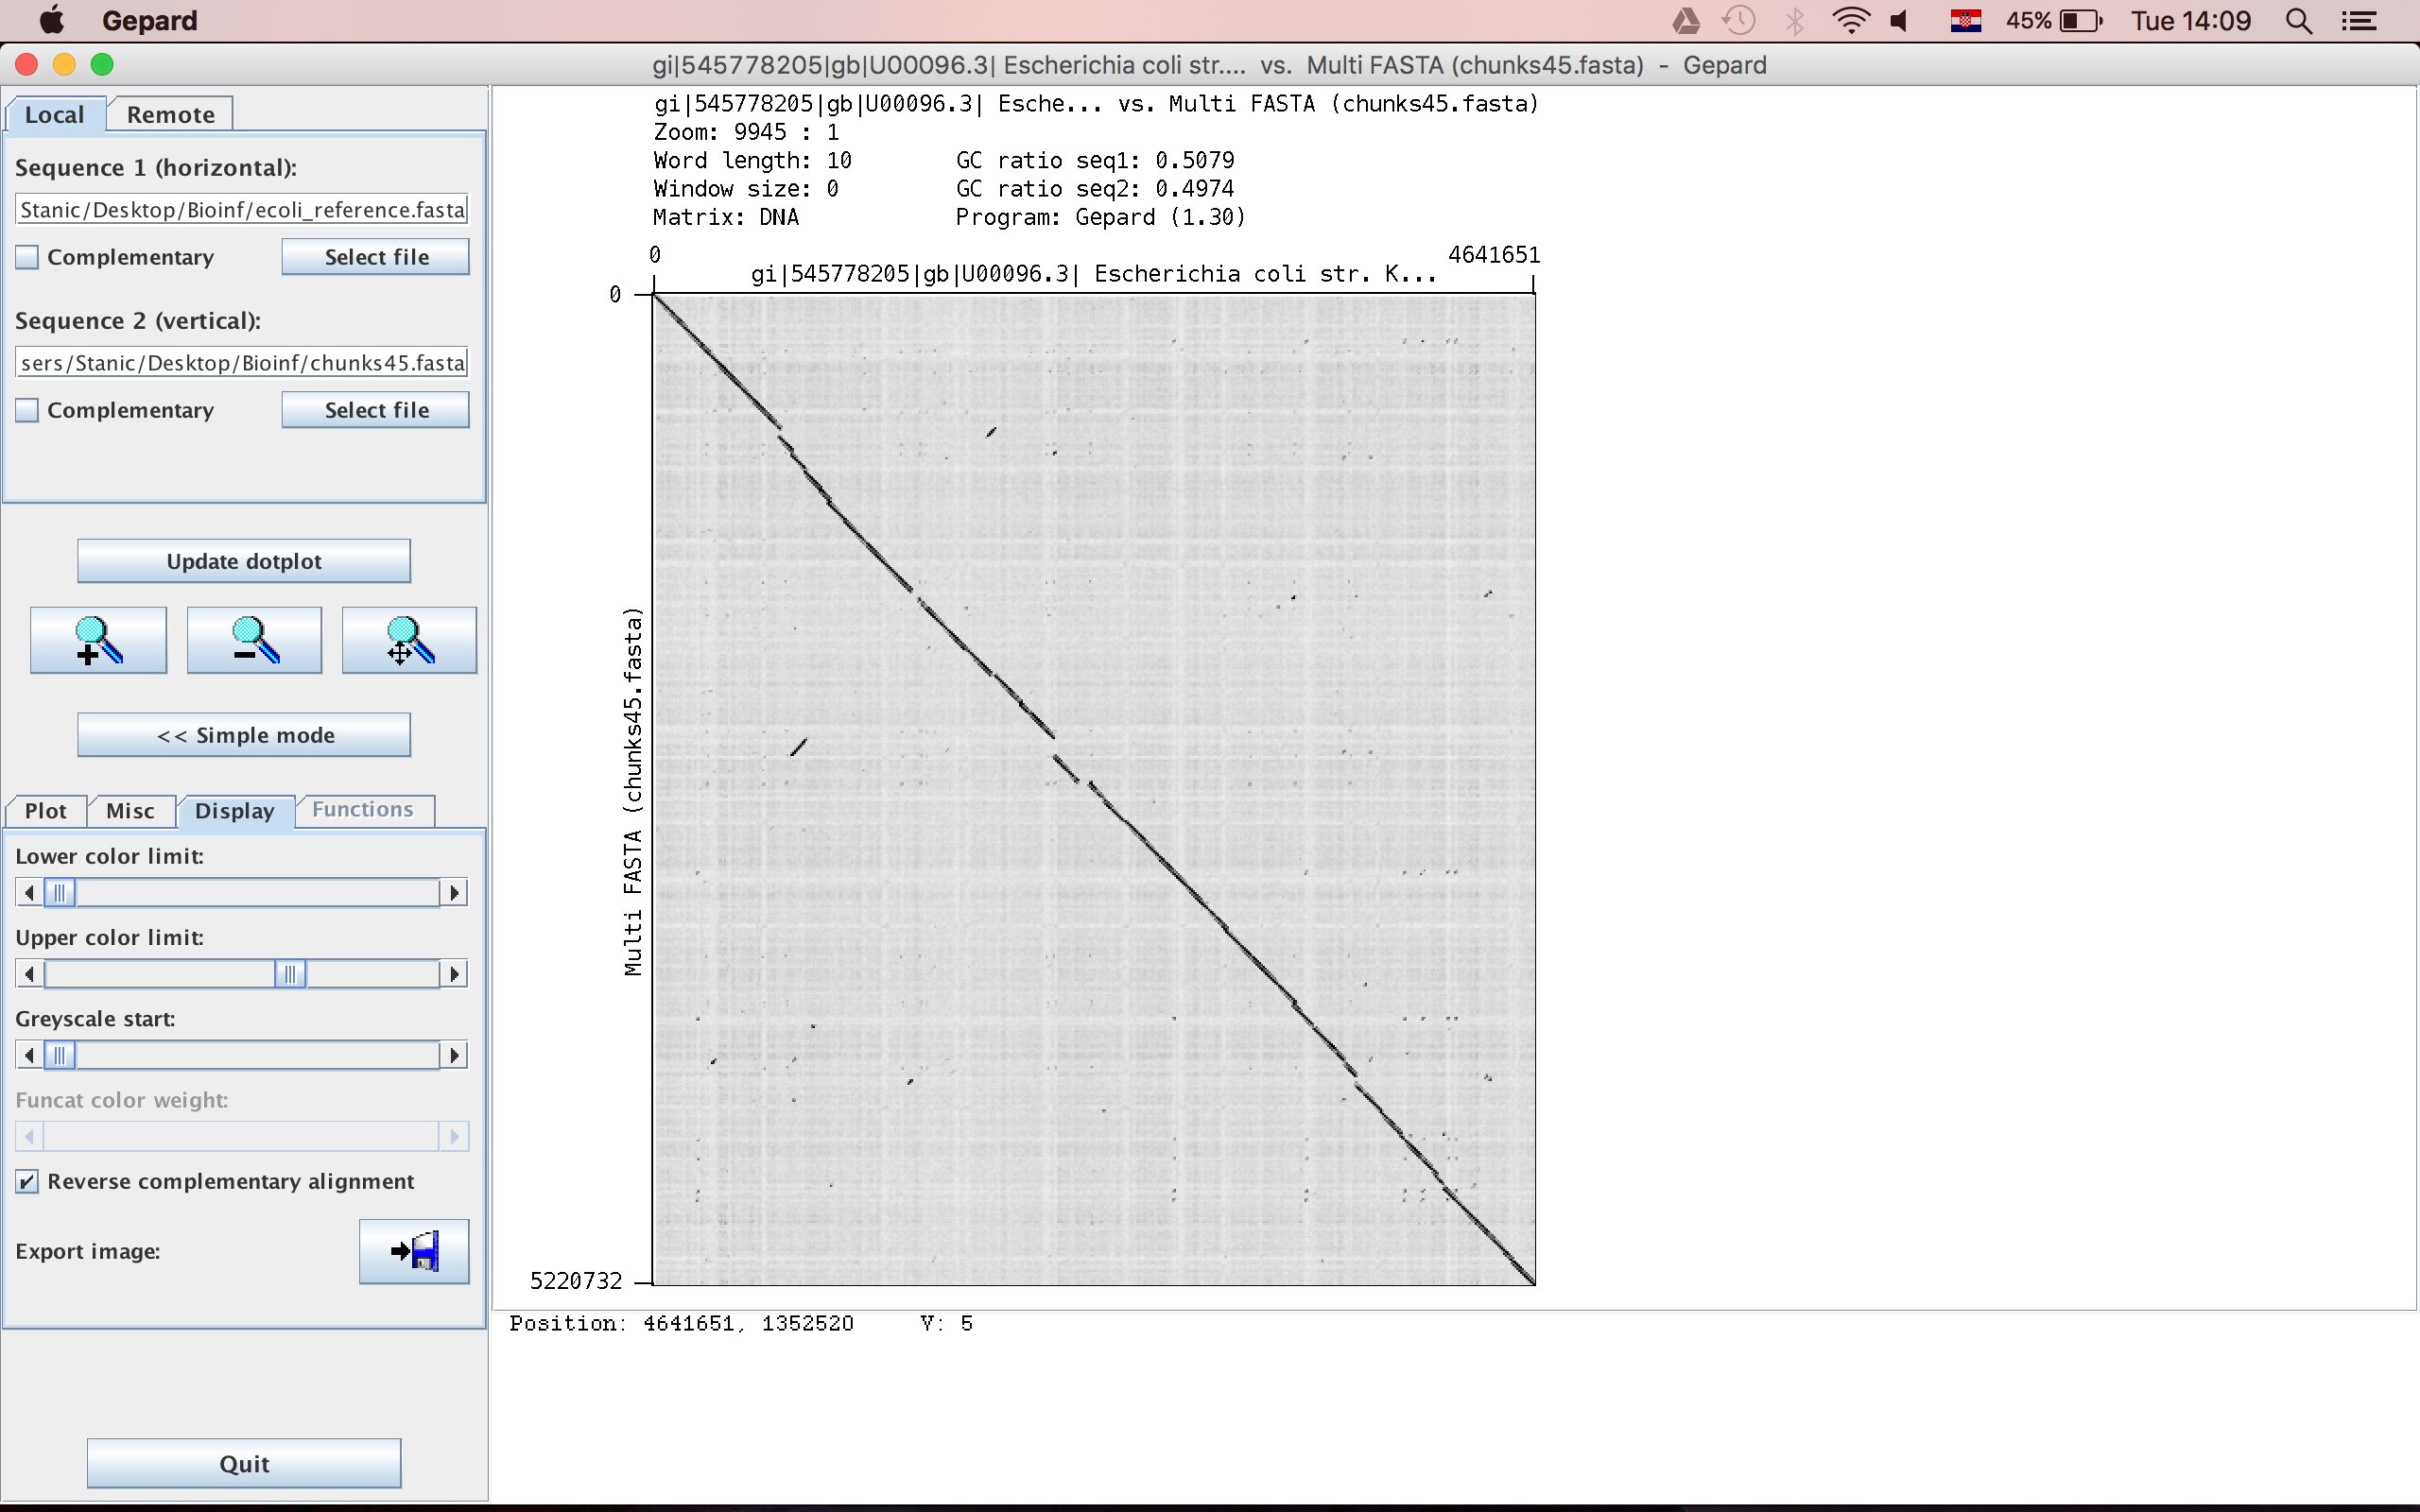 Gepard
45%
Tue 14:09
gi|545778205|gb|U00096.3| Escherichia coli str.... vs. Multi FASTA (chunks45.fasta) - Gepard
Local
Remote
Sequence 1 (horizontal):
Stanic/Desktop/Bioinf/ecoli_reference.fasta
Complementary
Select file
Sequence 2 (vertical):
sers/Stanic/Desktop/Bioinf/chunks45.fasta
Complementary
Select file
Update dotplot
<< Simple mode
Plot
Misc
Display
Functions
Lower color limit:
Upper color limit:
Greyscale start:
Funcat color weight:
Reverse complementary alignment
Export image:
Quit
gi|545778205|gb|U00096.3| Esche... vs. Multi FASTA (chunks45.fasta)
Zoom: 9945 : 1
Word length: 10 GC ratio seq1: 0.5079
Window size: 0 GC ratio seq2: 0.4974
Matrix: DNA Program: Gepard (1.30)
0 4641651
gi|545778205|gb|U00096.3| Escherichia coli str. K...
0
Multi FASTA (chunks45.fasta)
5220732
Position: 4641651, 1352520 V: 5